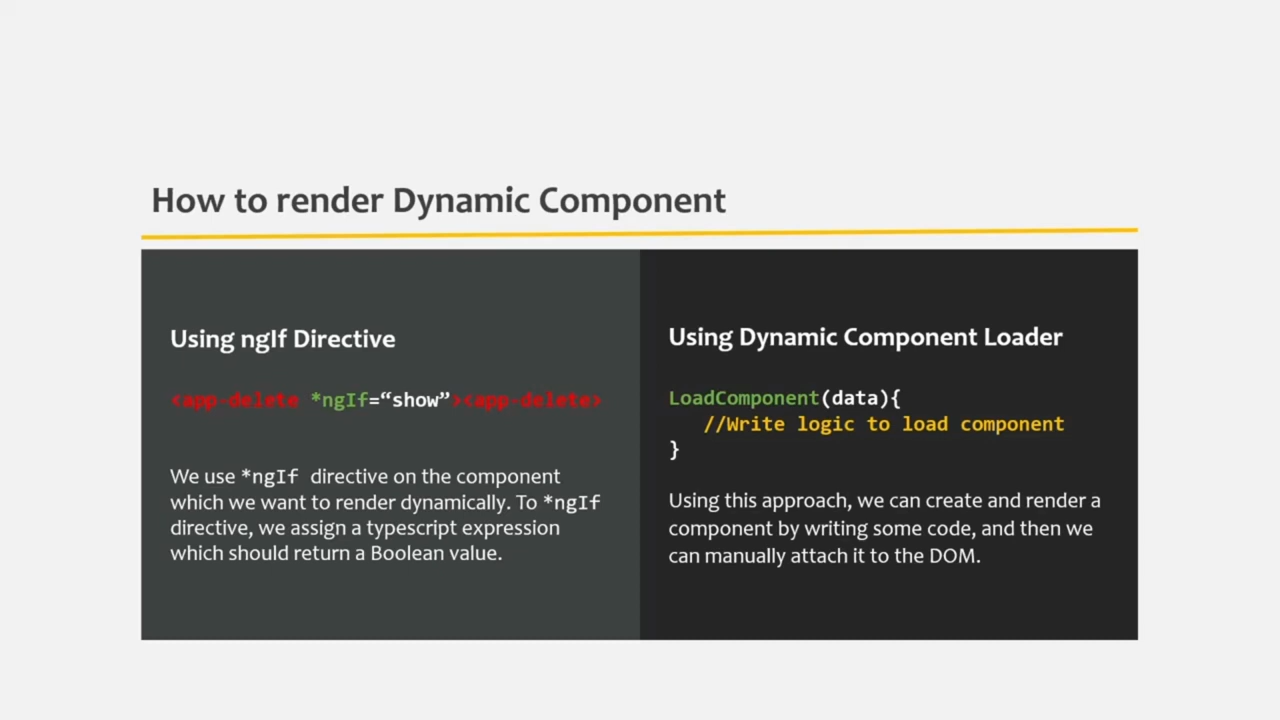 How to render Dynamic Component
Using ngIf Directive
<app-delete *ngIf=“show”><app-delete>
We use *ngIf directive on the component
which we want to render dynamically. To *ngIf
directive, we assign a typescript expression
which should return a Boolean value.
Using Dynamic Component Loader
LoadComponent(data){
//Write logic to load component
}
Using this approach, we can create and render a
component by writing some code, and then we
can manually attach it to the DOM.